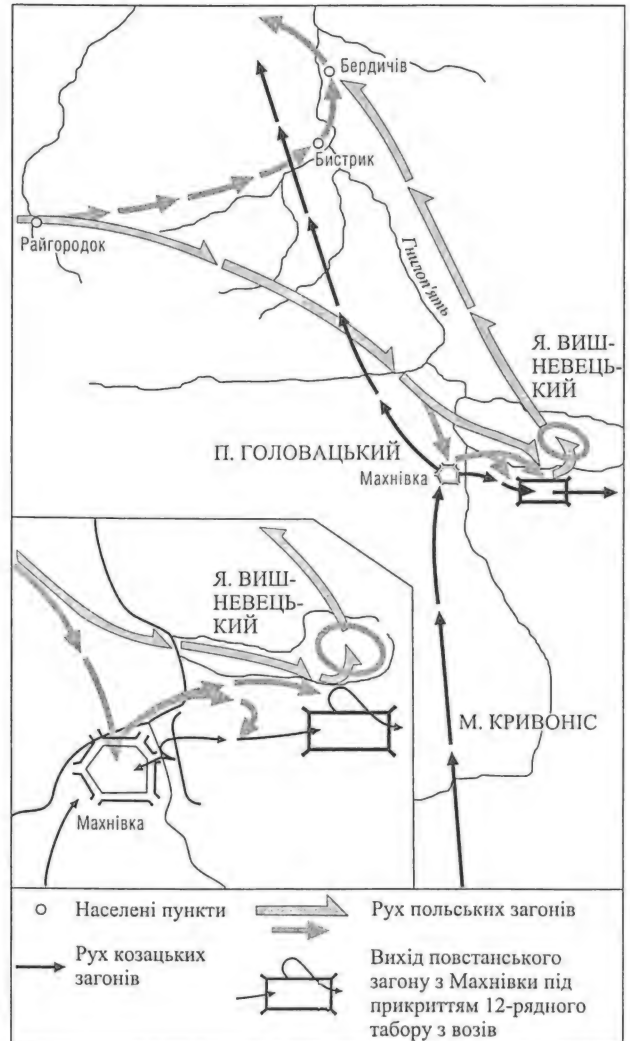 Бердичів
Бистрик
Райгородок
Гнилоп'ять
Я. ВИШ-
НЕВЕЦЬ-
КИЙ
П. ГОЛОВАЦЬКИЙ
Махнівка
Я. ВИШ-
НЕВЕЦЬ-
КИЙ
М. КРИВОНІС
Махнівка
Населені пункти
Рух польських загонів
Рух козацьких
загонів
Вихід повстанського
загону з Махнівки під
прикриттям 12-рядного
табору з возів